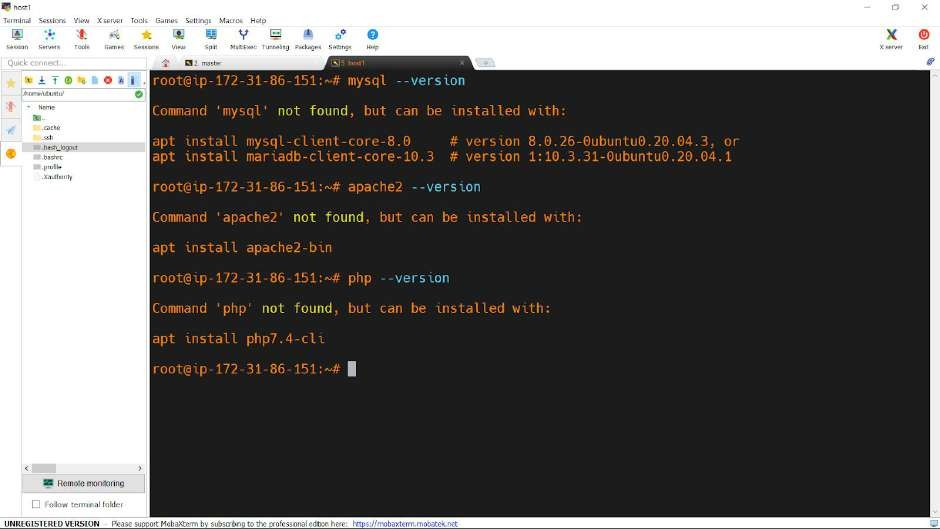 host1
Terminal Sessions View X server Tools Games Settings Macros Help
Session Servers Tools Games Sessions View Split MultiExec Tunneling Packages Settings Help X server Exit
Quick connect...
2. master
3. host1
/home/ubuntu/
Name
..
.cache
.ssh
.bash_logout
.bashrc
.profile
.Xauthority
root@ip-172-31-86-151:~# mysql --version
Command 'mysql' not found, but can be installed with:
apt install mysql-client-core-8.0 # version 8.0.26-0ubuntu0.20.04.3, or
apt install mariadb-client-core-10.3 # version 1:10.3.31-0ubuntu0.20.04.1
root@ip-172-31-86-151:~# apache2 --version
Command 'apache2' not found, but can be installed with:
apt install apache2-bin
root@ip-172-31-86-151:~# php --version
Command 'php' not found, but can be installed with:
apt install php7.4-cli
root@ip-172-31-86-151:~#
Remote monitoring
Follow terminal folder
UNREGISTERED VERSION - Please support MobaXterm by subscribing to the professional edition here: https://mobaxterm.mobatek.net